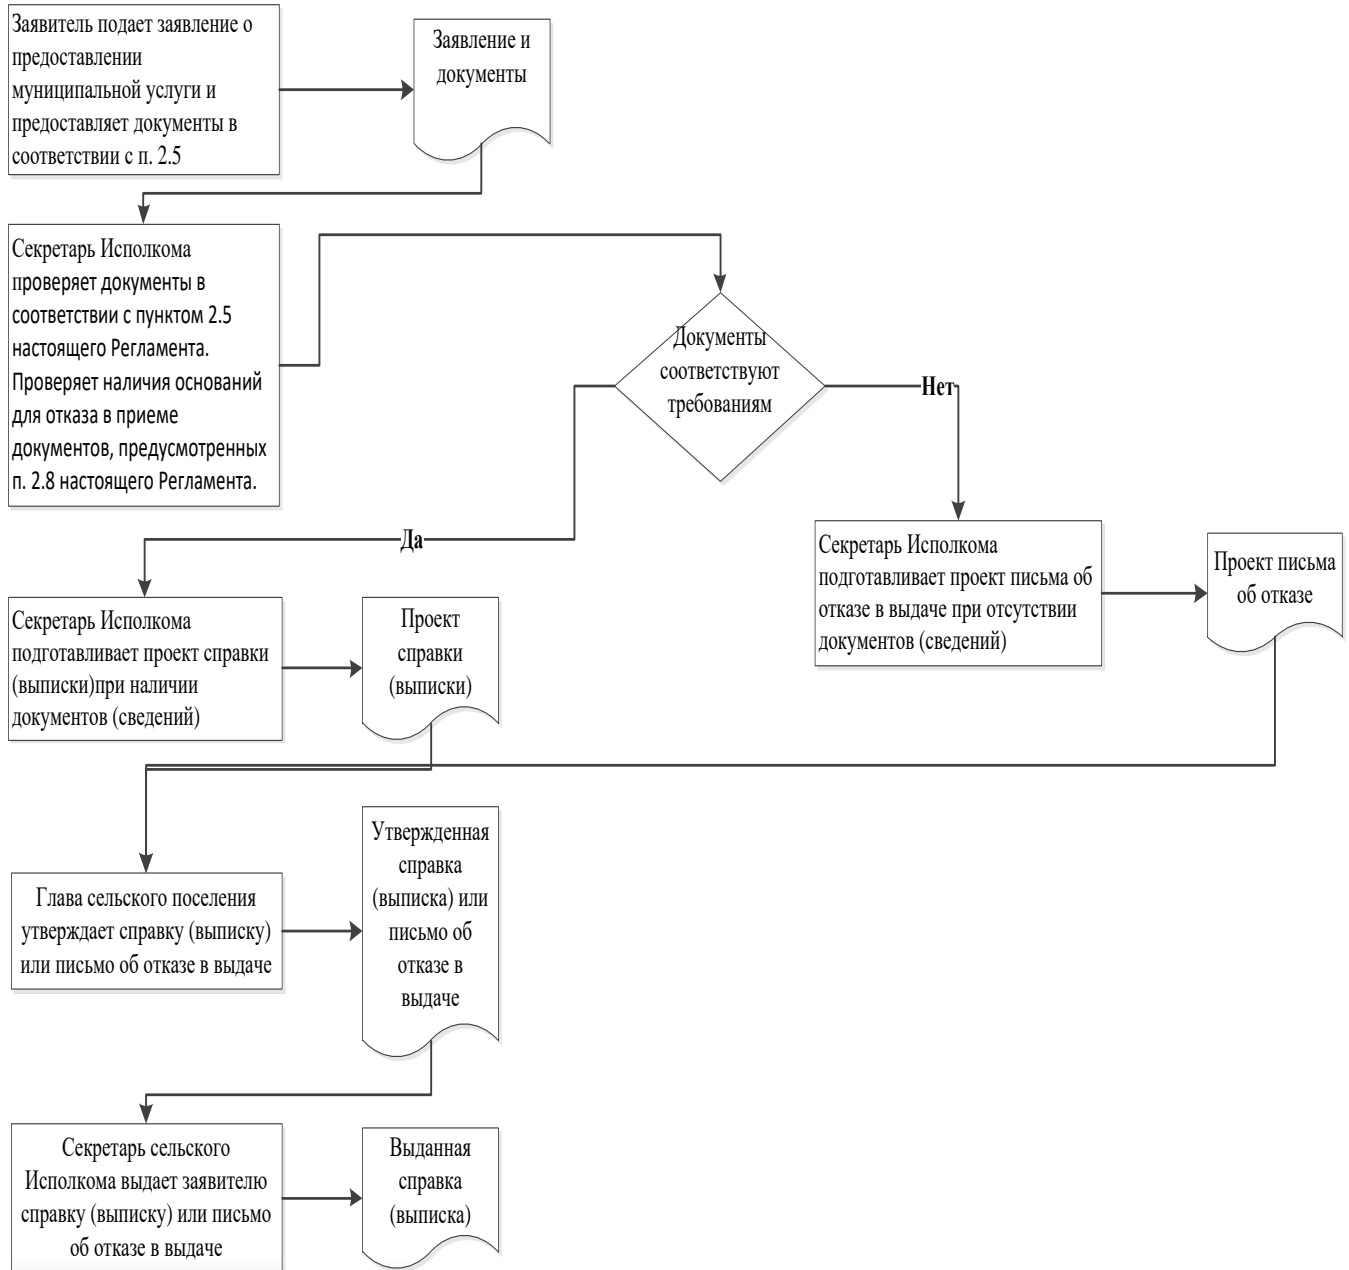 Заявитель подает заявление о
предоставлении
муниципальной услуги и
предоставляет документы в
соответствии с п. 2.5
Заявление и
документы
Секретарь Исполкома
проверяет документы в
соответствии с пунктом 2.5
настоящего Регламента.
Проверяет наличия оснований
для отказа в приеме
документов, предусмотренных
п. 2.8 настоящего Регламента.
Документы
соответствуют
требованиям
Нет
Да
Секретарь Исполкома
подготавливает проект письма об
отказе в выдаче при отсутствии
документов (сведений)
Проект письма
об отказе
Секретарь Исполкома
подготавливает проект справки
(выписки)при наличии
документов (сведений)
Проект
справки
(выписки)
Глава сельского поселения
утверждает справку (выписку)
или письмо об отказе в выдаче
Утвержденная
справка
(выписка) или
письмо об
отказе в
выдаче
Секретарь сельского
Исполкома выдает заявителю
справку (выписку) или письмо
об отказе в выдаче
Выданная
справка
(выписка)